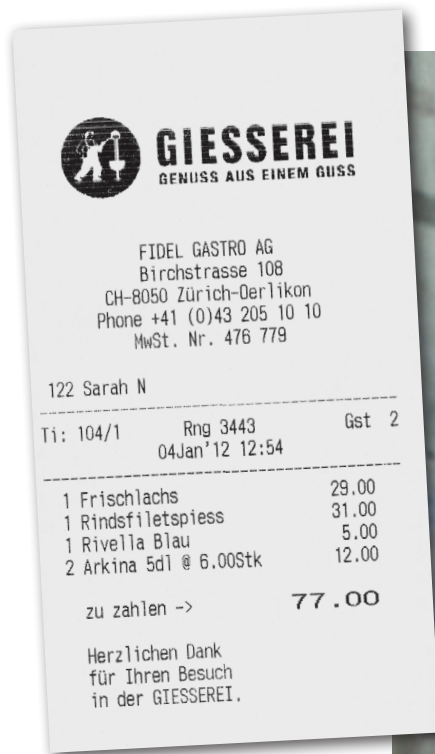 GIESSEREI
GENUSS AUS EINEM GUSS
FIDEL GASTRO AG
Birchstrasse 108
CH-8050 Zürich-Oerlikon
Phone +41 (0)43 205 10 10
MwSt. Nr. 476 779
122 Sarah N
Ti: 104/1 Rng 3443 Gst 2
04Jan'12 12:54
1 Frischlachs 29.00
1 Rindsfiletspiess 31.00
1 Rivella Blau 5.00
2 Arkina 5dl @ 6.00Stk 12.00
zu zahlen -> 77.00
Herzlichen Dank
für Ihren Besuch
in der GIESSEREI.